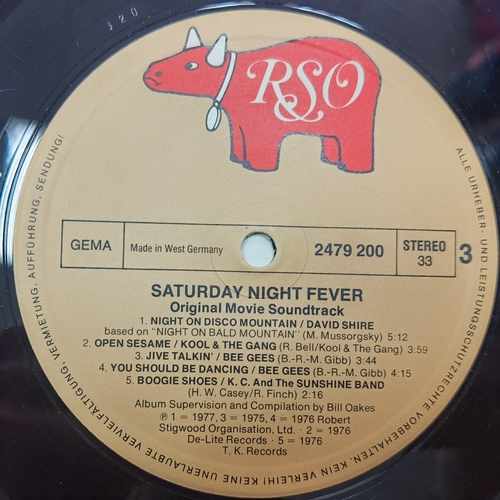 J 20
RSO
GEMA
Made in West Germany
2479 200
STEREO
33
3
SATURDAY NIGHT FEVER
Original Movie Soundtrack
1. NIGHT ON DISCO MOUNTAIN / DAVID SHIRE
based on "NIGHT ON BALD MOUNTAIN" (M. Mussorgsky) 5:12
2. OPEN SESAME / KOOL & THE GANG (R. Bell/Kool & The Gang) 3:59
3. JIVE TALKIN' / BEE GEES (B.-R.-M. Gibb) 3:41
4. YOU SHOULD BE DANCING / BEE GEES (B.-R.-M. Gibb) 4:15
5. BOOGIE SHOES / K. C. And The SUNSHINE BAND
(H. W. Casey/R. Finch) 2:16
Album Supervision and Compilation by Bill Oakes
℗ 1 = 1977, 3 = 1975, 4 = 1976 Robert
Stigwood Organisation, Ltd. · 2 = 1976
De-Lite Records · 5 = 1976
T. K. Records
ALLE URHEBER- UND LEISTUNGSSCHUTZRECHTE VORBEHALTEN. KEIN VERLEIH! KEINE UNERLAUBTE VERVIELFÄLTIGUNG, VERMIETUNG, AUFFÜHRUNG, SENDUNG!